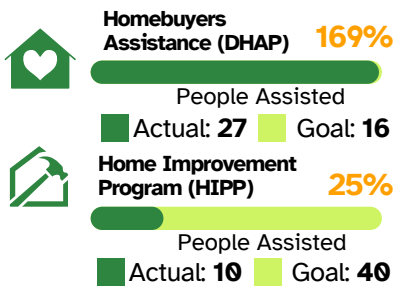 Homebuyers
Assistance (DHAP) 169%
People Assisted
Actual: 27 Goal: 16
Home Improvement
Program (HIPP) 25%
People Assisted
Actual: 10 Goal: 40